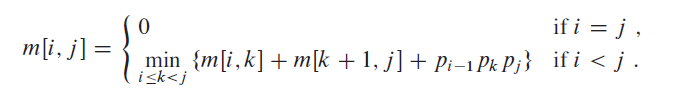 m[i, j] = { 0 if i = j ,
min_{i≤k<j} {m[i, k] + m[k + 1, j] + p_{i−1} p_k p_j} if i < j .